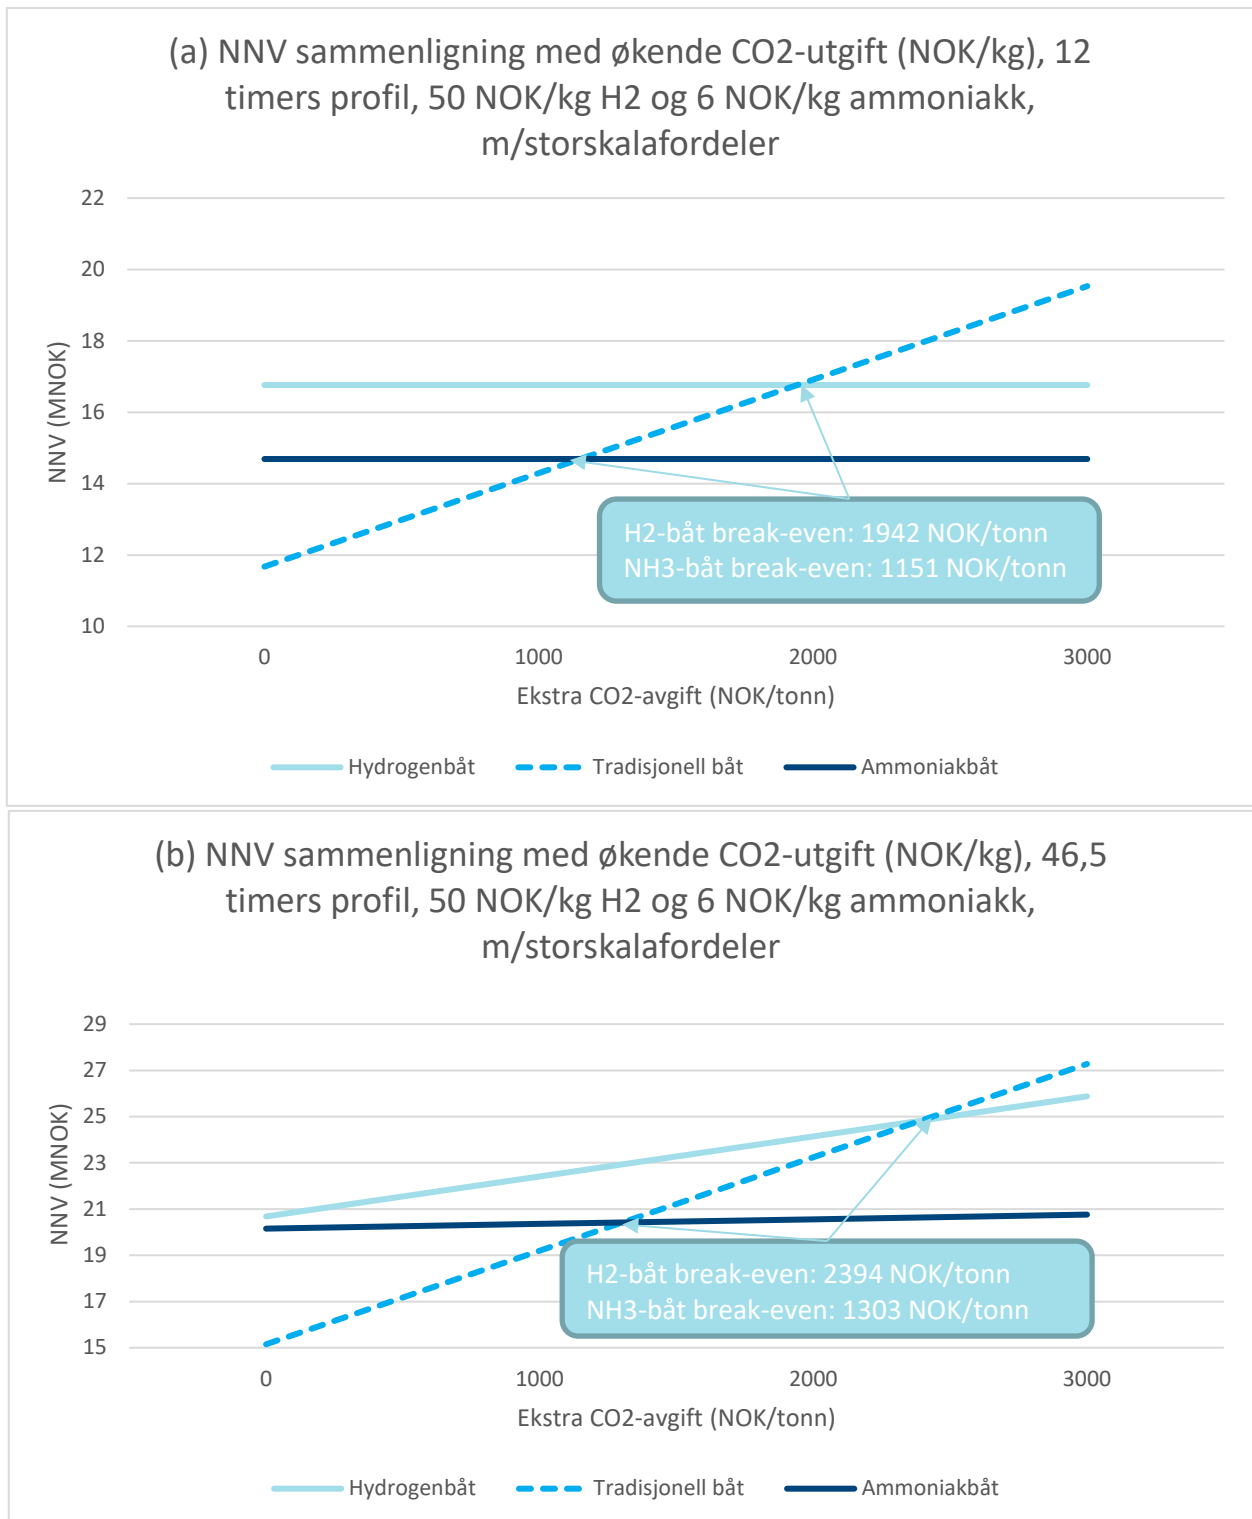 (a) NNV sammenligning med økende CO2-utgift (NOK/kg), 12
timers profil, 50 NOK/kg H2 og 6 NOK/kg ammoniakk,
m/storskalafordeler
22
20
18
16
14
12
10
NNV (MNOK)
H2-båt break-even: 1942 NOK/tonn
NH3-båt break-even: 1151 NOK/tonn
0 1000 2000 3000
Ekstra CO2-avgift (NOK/tonn)
Hydrogenbåt Tradisjonell båt Ammoniakbåt
(b) NNV sammenligning med økende CO2-utgift (NOK/kg), 46,5
timers profil, 50 NOK/kg H2 og 6 NOK/kg ammoniakk,
m/storskalafordeler
29
27
25
23
21
19
17
15
NNV (MNOK)
H2-båt break-even: 2394 NOK/tonn
NH3-båt break-even: 1303 NOK/tonn
0 1000 2000 3000
Ekstra CO2-avgift (NOK/tonn)
Hydrogenbåt Tradisjonell båt Ammoniakbåt